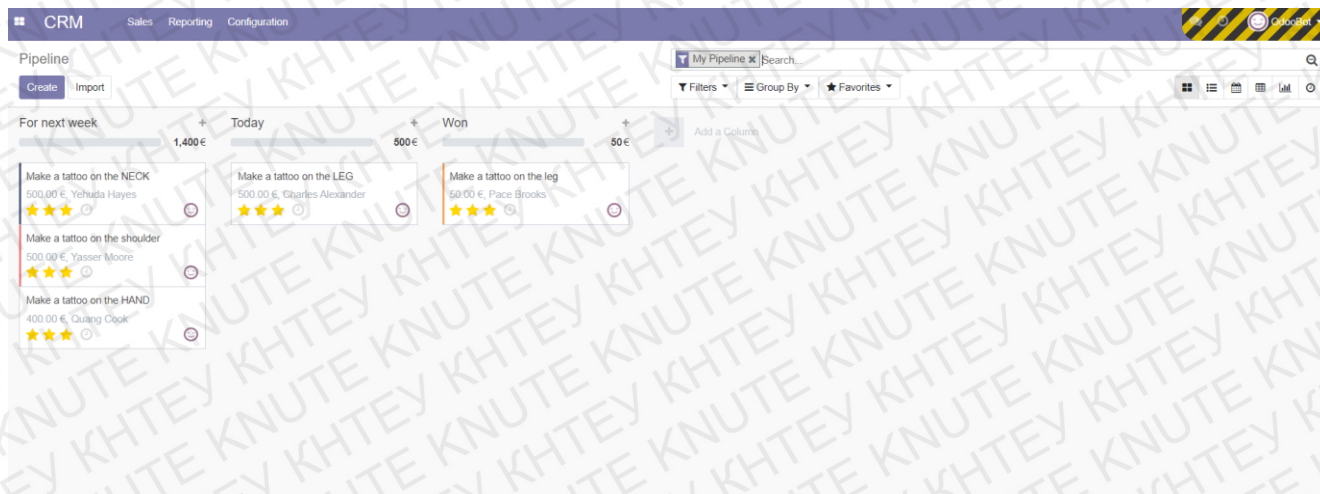 CRM Sales Reporting Configuration OdooBot
Pipeline
My Pipeline Search...
Create Import
Filters Group By Favorites
For next week
1,400 €
Make a tattoo on the NECK
500.00 €, Yehuda Hayes
Make a tattoo on the shoulder
500.00 €, Yasser Moore
Make a tattoo on the HAND
400.00 €, Quang Cook
Today
500 €
Make a tattoo on the LEG
500.00 €, Charles Alexander
Won
50 €
Make a tattoo on the leg
50.00 €, Pace Brooks
Add a Column
КНТЕУ KNUTE